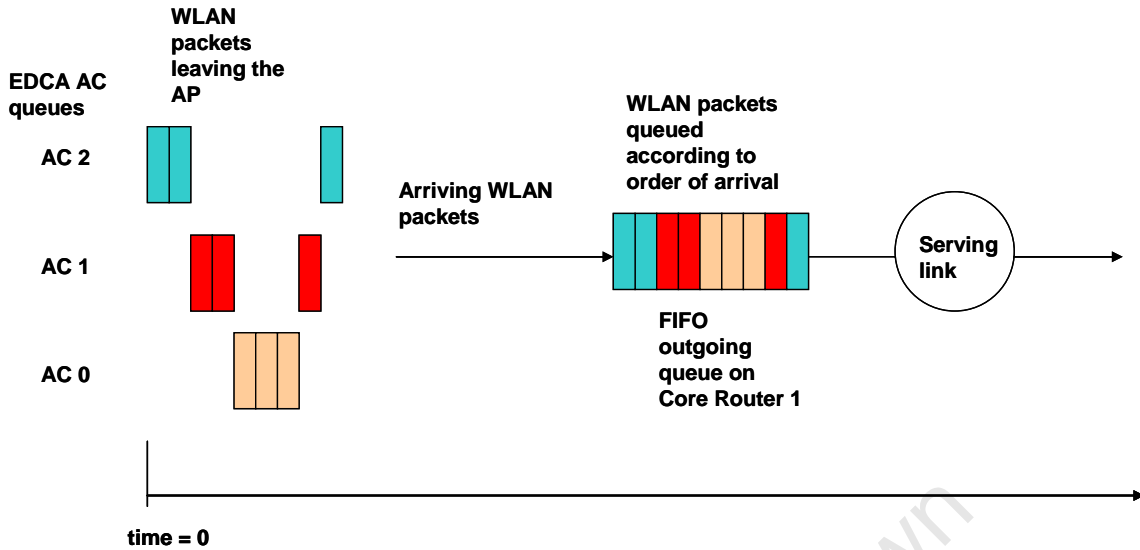 WLAN
packets
leaving the
AP
EDCA AC
queues
AC 2
AC 1
AC 0
Arriving WLAN
packets
WLAN packets
queued
according to
order of arrival
FIFO
outgoing
queue on
Core Router 1
Serving
link
time = 0
wn